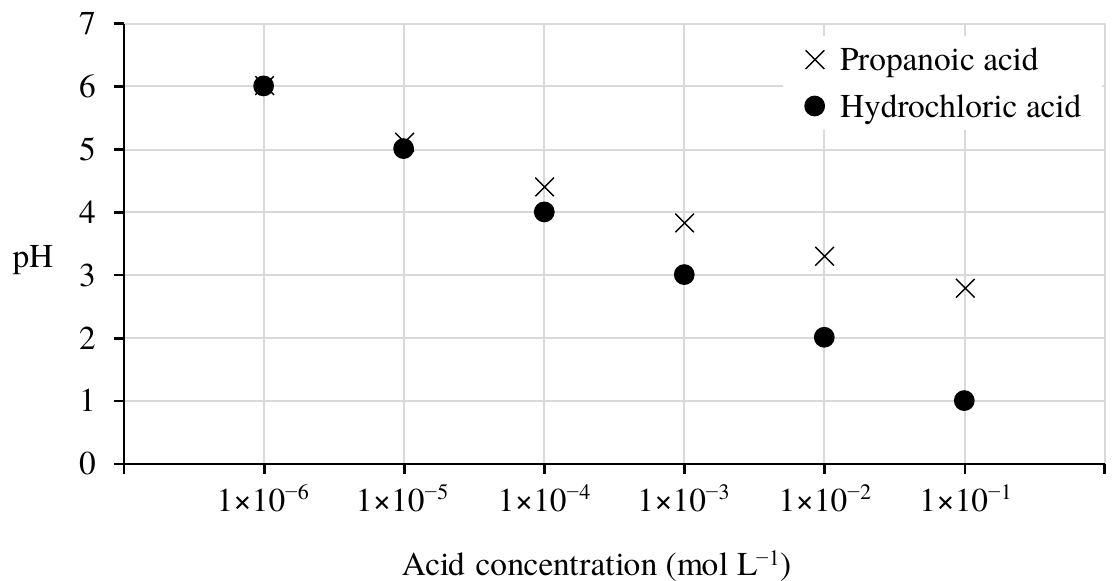 7
6
5
4
3
2
1
0
pH
Propanoic acid
Hydrochloric acid
1×10⁻⁶ 1×10⁻⁵ 1×10⁻⁴ 1×10⁻³ 1×10⁻² 1×10⁻¹
Acid concentration (mol L⁻¹)